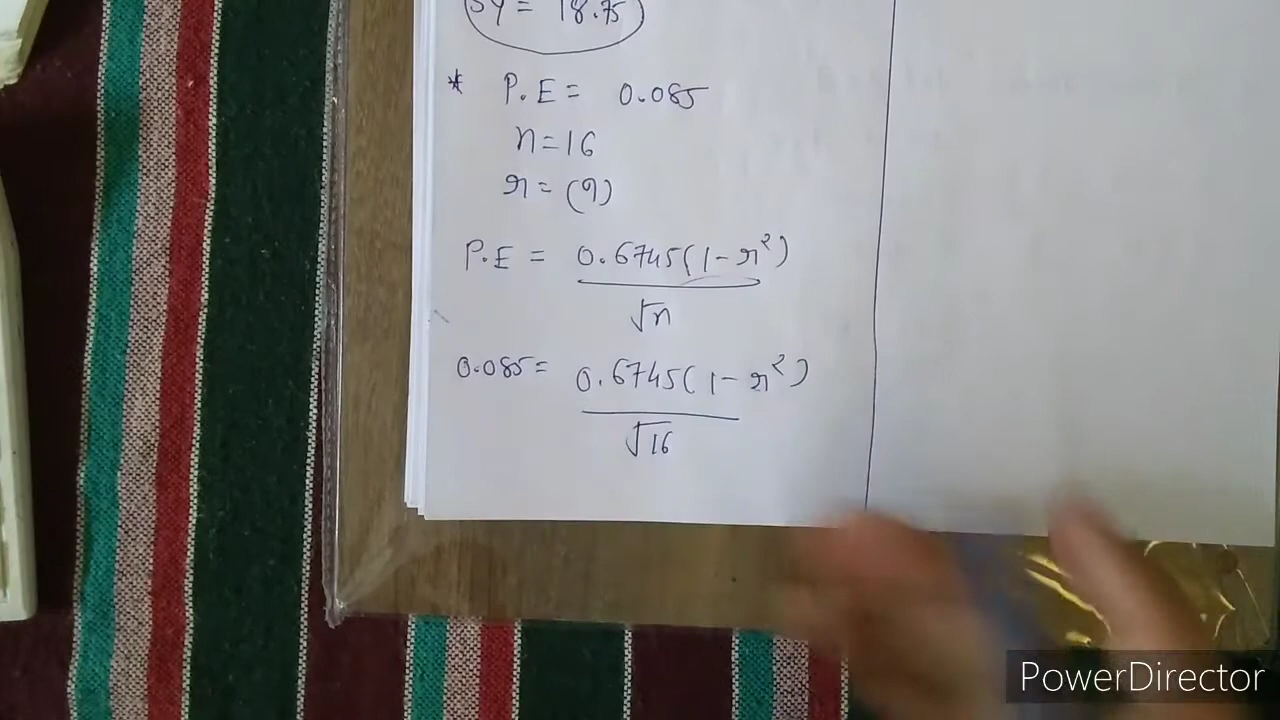 Sy = 18.75
* P.E = 0.085
n=16
r = (?)
P.E = 0.6745(1-r²)
√n
0.085= 0.6745(1-r²)
√16
PowerDirector